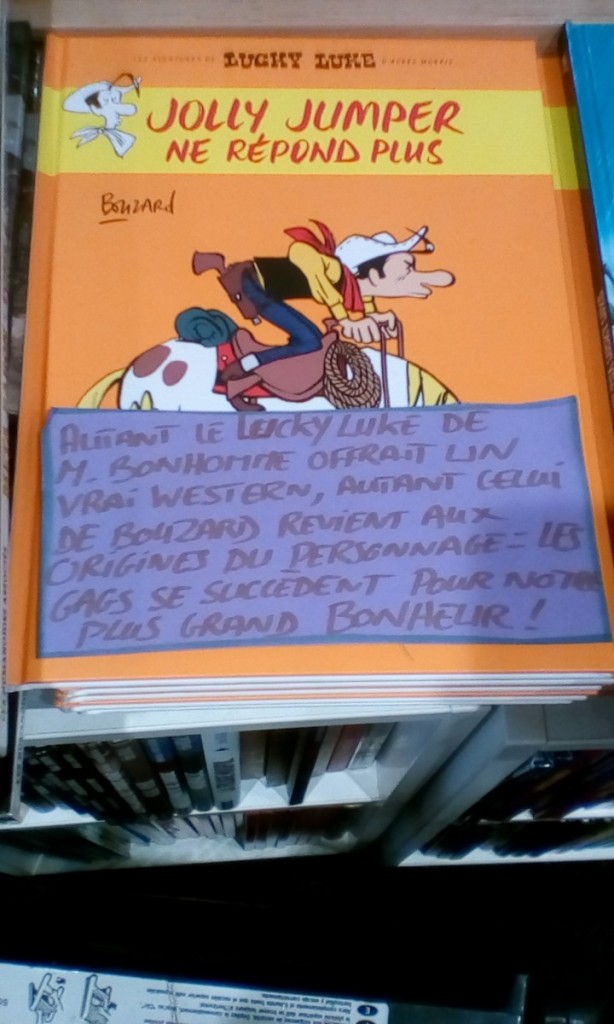 LES AVENTURES DE LUCKY LUKE D'APRÈS MORRIS
JOLLY JUMPER
NE RÉPOND PLUS
BOUZARD
AUTANT LE LUCKY LUKE DE
M. BONHOMME OFFRAIT UN
VRAI WESTERN, AUTANT CELUI
DE BOUZARD REVIENT AUX
ORIGINES DU PERSONNAGE : LES
GAGS SE SUCCÈDENT POUR NOTRE
PLUS GRAND BONHEUR !